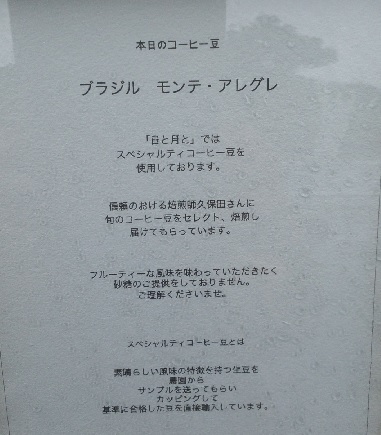 本日のコーヒー豆
ブラジル　モンテ・アレグレ
「日と月と」では
スペシャルティコーヒー豆を
使用しております。
信頼のおける焙煎師久保田さんに
旬のコーヒー豆をセレクト、焙煎し
届けてもらっています。
フルーティーな風味を味わっていただきたく
砂糖のご提供をしておりません。
ご理解くださいませ。
スペシャルティコーヒー豆とは
素晴らしい風味の特徴を持つ生豆を
農園から
サンプルを送ってもらい
カッピングして
基準に合格した豆を直接輸入しています。